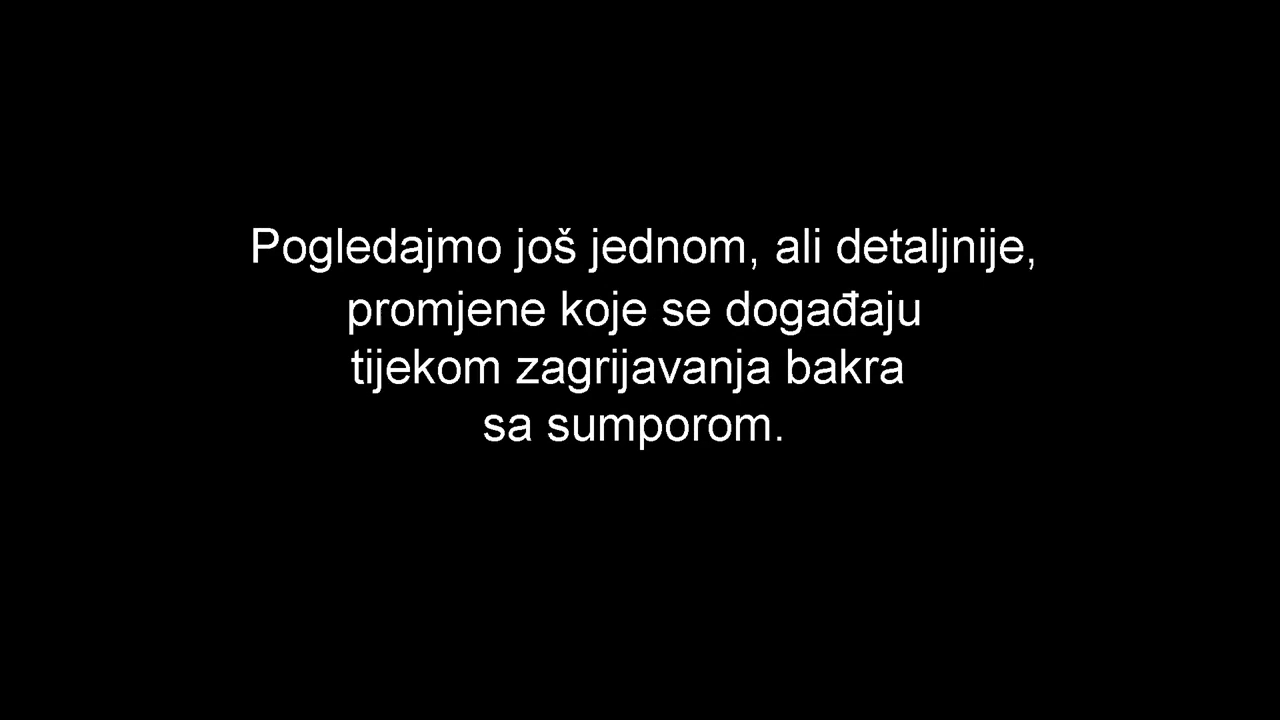 Pogledajmo još jednom, ali detaljnije,
promjene koje se događaju
tijekom zagrijavanja bakra
sa sumporom.